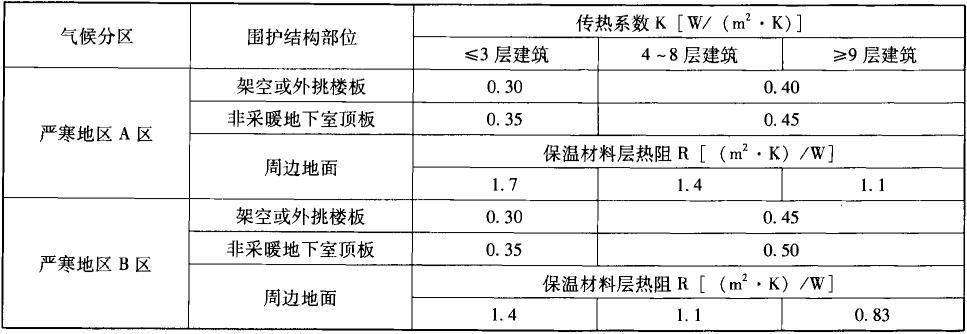 气候分区 围护结构部位 传热系数 K [W/ (m²·K)]
≤3 层建筑 4~8 层建筑 ≥9 层建筑
严寒地区 A 区 架空或外挑楼板 0.30 0.40
非采暖地下室顶板 0.35 0.45
周边地面 保温材料层热阻 R [ (m²·K) /W]
1.7 1.4 1.1
严寒地区 B 区 架空或外挑楼板 0.30 0.45
非采暖地下室顶板 0.35 0.50
周边地面 保温材料层热阻 R [ (m²·K) /W]
1.4 1.1 0.83